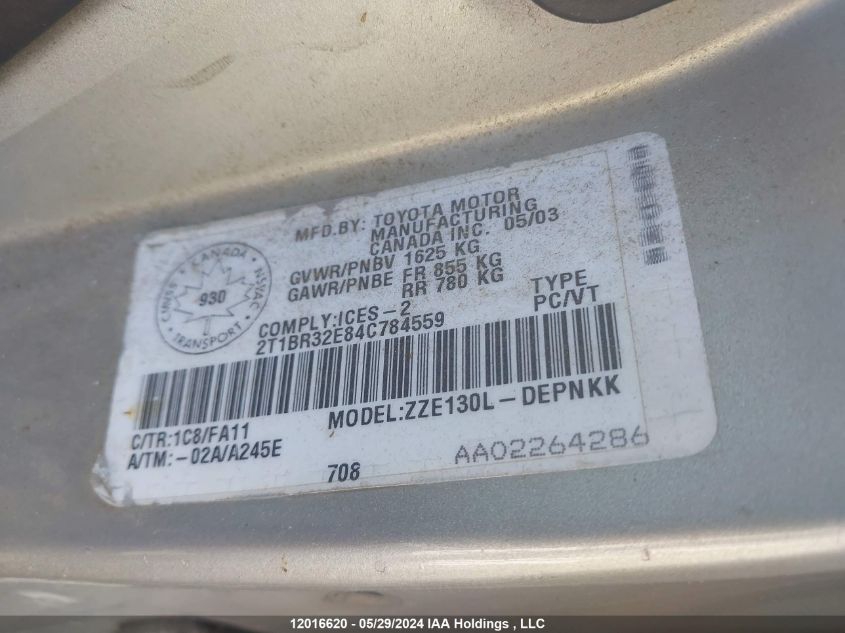 MFD.BY: TOYOTA MOTOR
MANUFACTURING
CANADA INC. 05/03
GVWR/PNBV 1625 KG
GAWR/PNBE FR 855 KG
RR 780 KG
CANADA
NSVAC
930
TRANSPORT
COMPLY:ICES-2
TYPE
PC/VT
2T1BR32E84C784559
C/TR:1C8/FA11
MODEL:ZZE130L-DEPNKK
A/TM:-02A/A245E
708
AA02264286
12016620 - 05/29/2024 IAA Holdings , LLC